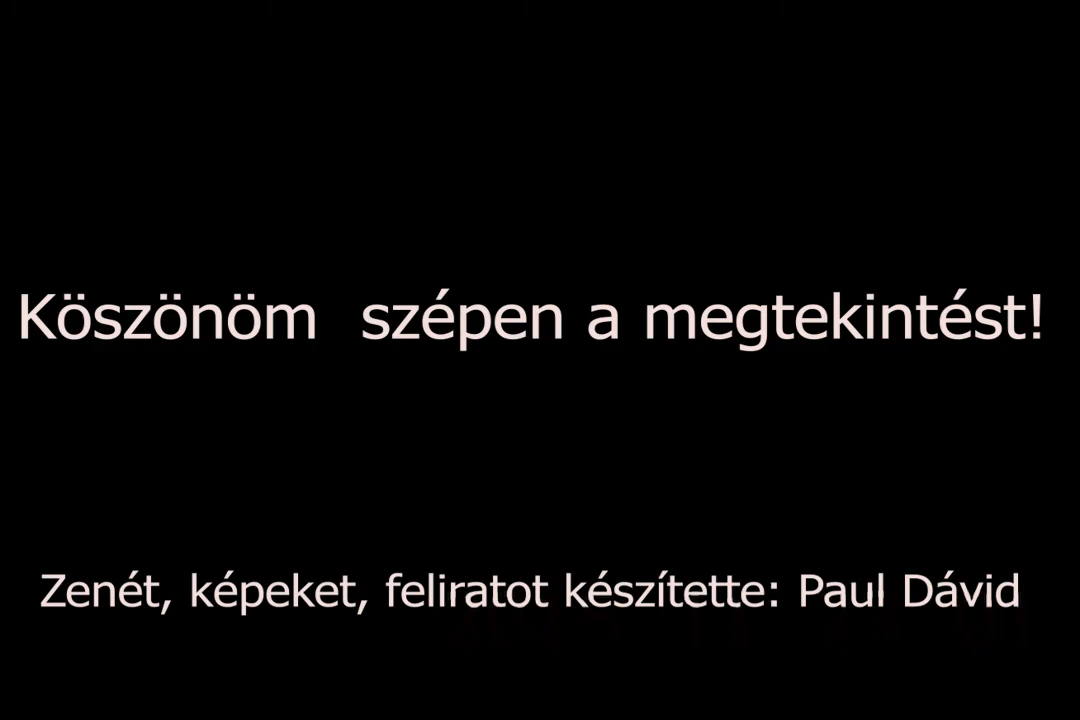 Köszönöm  szépen a megtekintést!
Zenét, képeket, feliratot készítette: Paul Dávid